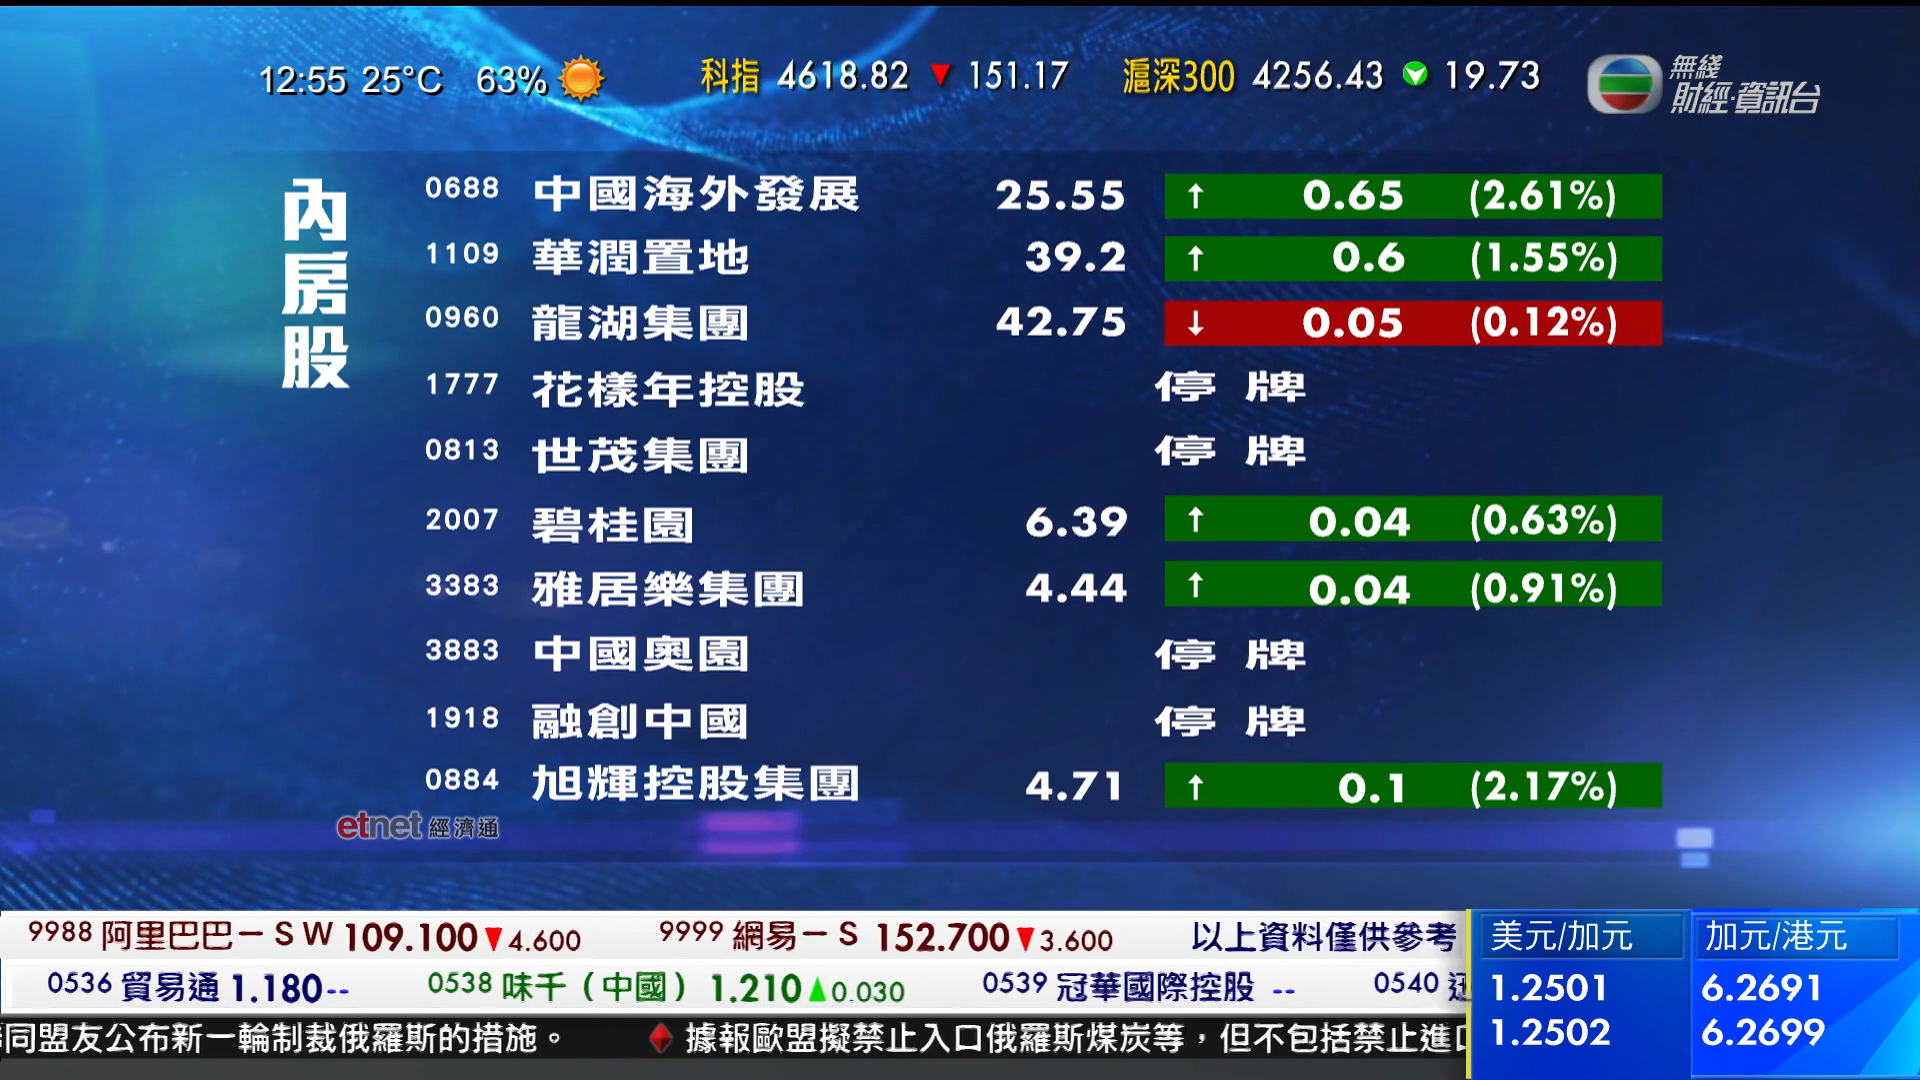 12:55 25°C 63% 科指 4618.82 ▼ 151.17 滬深300 4256.43 19.73
無綫
財經·資訊台
內房股
0688 中國海外發展 25.55 ↑ 0.65 (2.61%)
1109 華潤置地 39.2 ↑ 0.6 (1.55%)
0960 龍湖集團 42.75 ↓ 0.05 (0.12%)
1777 花樣年控股 停牌
0813 世茂集團 停牌
2007 碧桂園 6.39 ↑ 0.04 (0.63%)
3383 雅居樂集團 4.44 ↑ 0.04 (0.91%)
3883 中國奧園 停牌
1918 融創中國 停牌
0884 旭輝控股集團 4.71 ↑ 0.1 (2.17%)
etnet 經濟通
9988 阿里巴巴－ＳＷ 109.100 ▼4.600 9999 網易－Ｓ 152.700 ▼3.600 以上資料僅供參考
0536 貿易通 1.180-- 0538 味千（中國） 1.210 ▲0.030 0539 冠華國際控股 -- 0540
同盟友公布新一輪制裁俄羅斯的措施。 ◆ 據報歐盟擬禁止入口俄羅斯煤炭等，但不包括禁止進
美元/加元 加元/港元
1.2501 6.2691
1.2502 6.2699